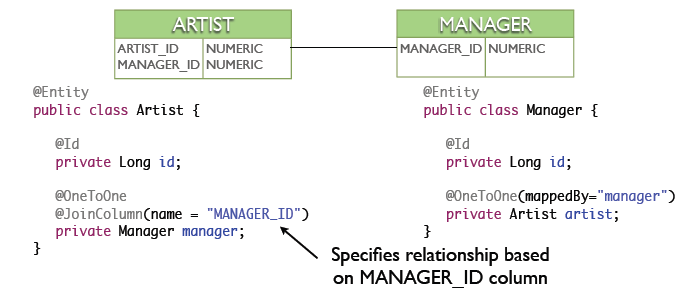 ARTIST
ARTIST_ID NUMERIC
MANAGER_ID NUMERIC
@Entity
public class Artist {
@Id
private Long id;
@OneToOne
@JoinColumn(name = "MANAGER_ID")
private Manager manager;
}
MANAGER
MANAGER_ID NUMERIC
@Entity
public class Manager {
@Id
private Long id;
@OneToOne(mappedBy="manager")
private Artist artist;
}
Specifies relationship based
on MANAGER_ID column